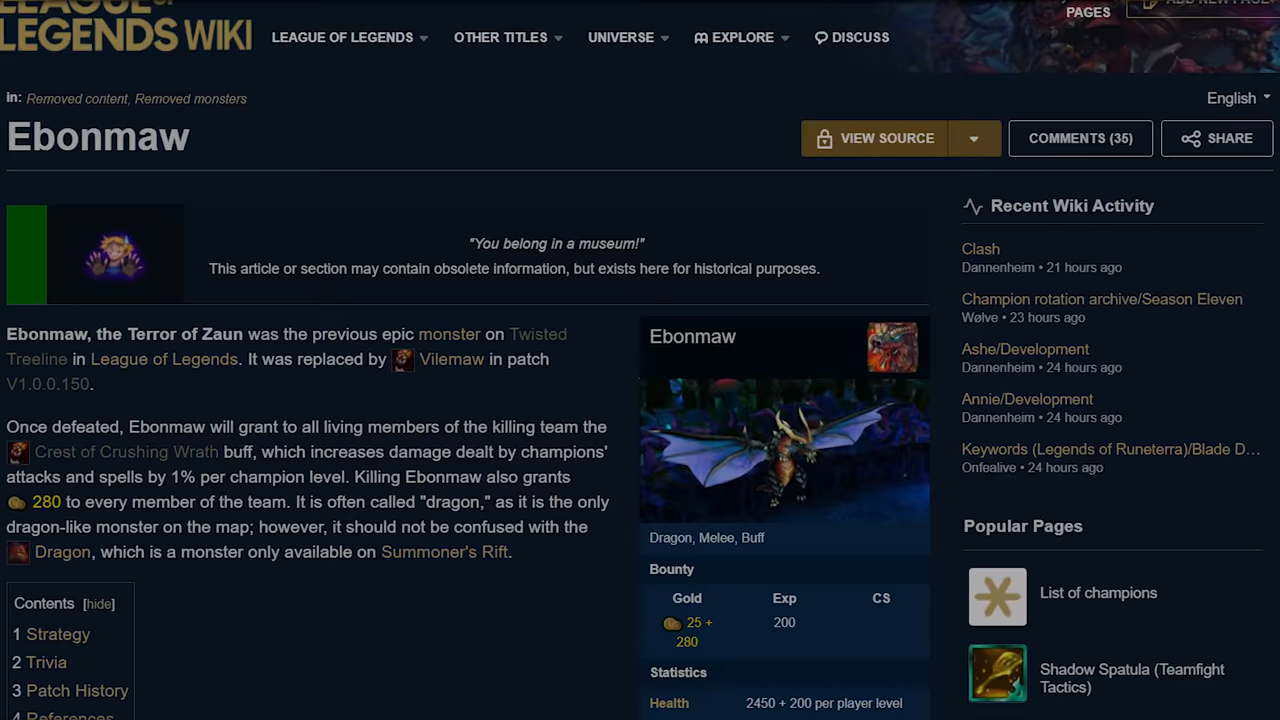 LEAGUE OF
LEGENDS WIKI
LEAGUE OF LEGENDS
OTHER TITLES
UNIVERSE
EXPLORE
DISCUSS
PAGES
ADD NEW PAGE
in: Removed content, Removed monsters
English
Ebonmaw
VIEW SOURCE
COMMENTS (35)
SHARE
"You belong in a museum!"
This article or section may contain obsolete information, but exists here for historical purposes.
Ebonmaw, the Terror of Zaun was the previous epic monster on Twisted
Treeline in League of Legends. It was replaced by Vilemaw in patch
V1.0.0.150.
Once defeated, Ebonmaw will grant to all living members of the killing team the
Crest of Crushing Wrath buff, which increases damage dealt by champions'
attacks and spells by 1% per champion level. Killing Ebonmaw also grants
280 to every member of the team. It is often called "dragon," as it is the only
dragon-like monster on the map; however, it should not be confused with the
Dragon, which is a monster only available on Summoner's Rift.
Contents [hide]
1 Strategy
2 Trivia
3 Patch History
4 References
Ebonmaw
Dragon, Melee, Buff
Bounty
Gold Exp CS
25 + 200
280
Statistics
Health 2450 + 200 per player level
Recent Wiki Activity
Clash
Dannenheim • 21 hours ago
Champion rotation archive/Season Eleven
Wølve • 23 hours ago
Ashe/Development
Dannenheim • 24 hours ago
Annie/Development
Dannenheim • 24 hours ago
Keywords (Legends of Runeterra)/Blade D…
Onfealive • 24 hours ago
Popular Pages
List of champions
Shadow Spatula (Teamfight
Tactics)